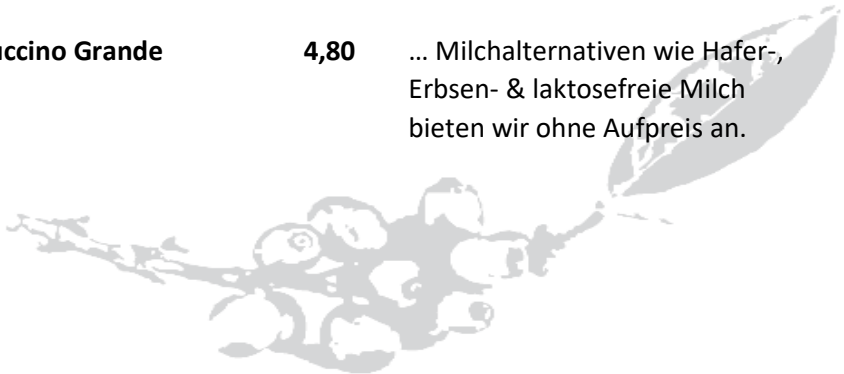 uccino Grande 4,80 … Milchalternativen wie Hafer-,
Erbsen- & laktosefreie Milch
bieten wir ohne Aufpreis an.